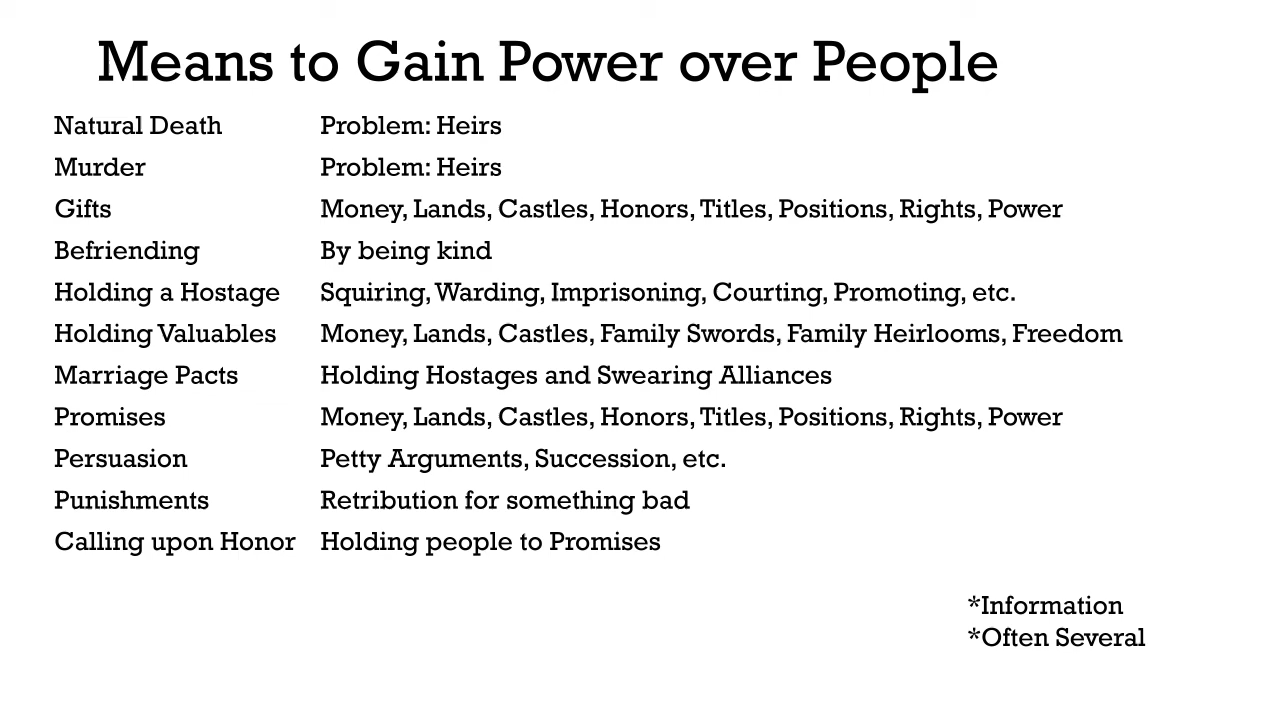 Means to Gain Power over People
Natural Death Problem: Heirs
Murder Problem: Heirs
Gifts Money, Lands, Castles, Honors, Titles, Positions, Rights, Power
Befriending By being kind
Holding a Hostage Squiring, Warding, Imprisoning, Courting, Promoting, etc.
Holding Valuables Money, Lands, Castles, Family Swords, Family Heirlooms, Freedom
Marriage Pacts Holding Hostages and Swearing Alliances
Promises Money, Lands, Castles, Honors, Titles, Positions, Rights, Power
Persuasion Petty Arguments, Succession, etc.
Punishments Retribution for something bad
Calling upon Honor Holding people to Promises
*Information
*Often Several